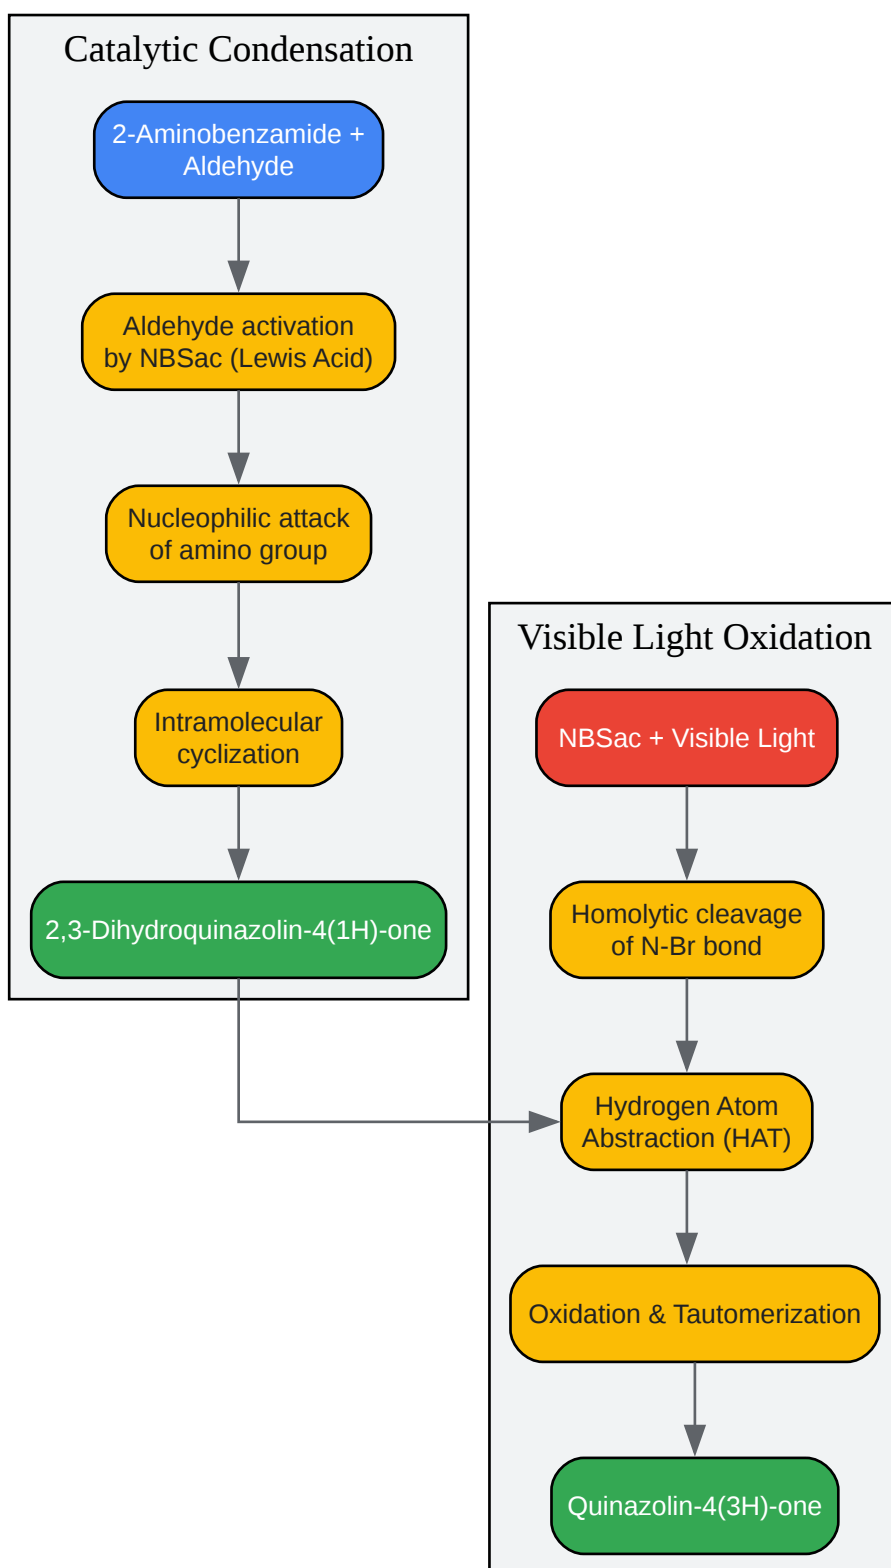 Catalytic Condensation
2-Aminobenzamide +
Aldehyde
Aldehyde activation
by NBSac (Lewis Acid)
Nucleophilic attack
of amino group
Intramolecular
cyclization
2,3-Dihydroquinazolin-4(1H)-one
Visible Light Oxidation
NBSac + Visible Light
Homolytic cleavage
of N-Br bond
Hydrogen Atom
Abstraction (HAT)
Oxidation & Tautomerization
Quinazolin-4(3H)-one